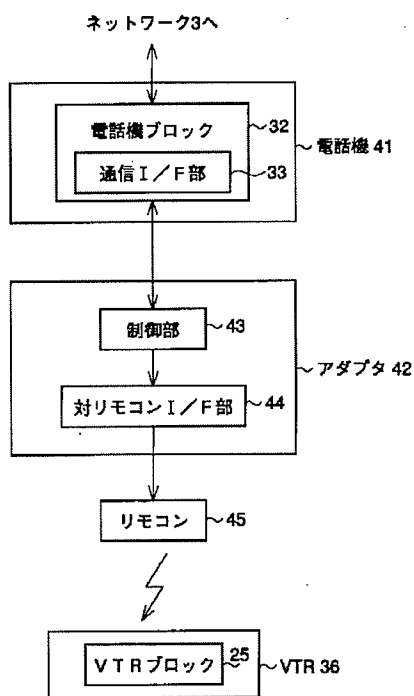 ネットワーク3へ
電話機ブロック
32
通信I/F部
33
電話機 41
制御部
43
対リモコンI/F部
44
アダプタ 42
リモコン
45
VTRブロック
25
VTR 36